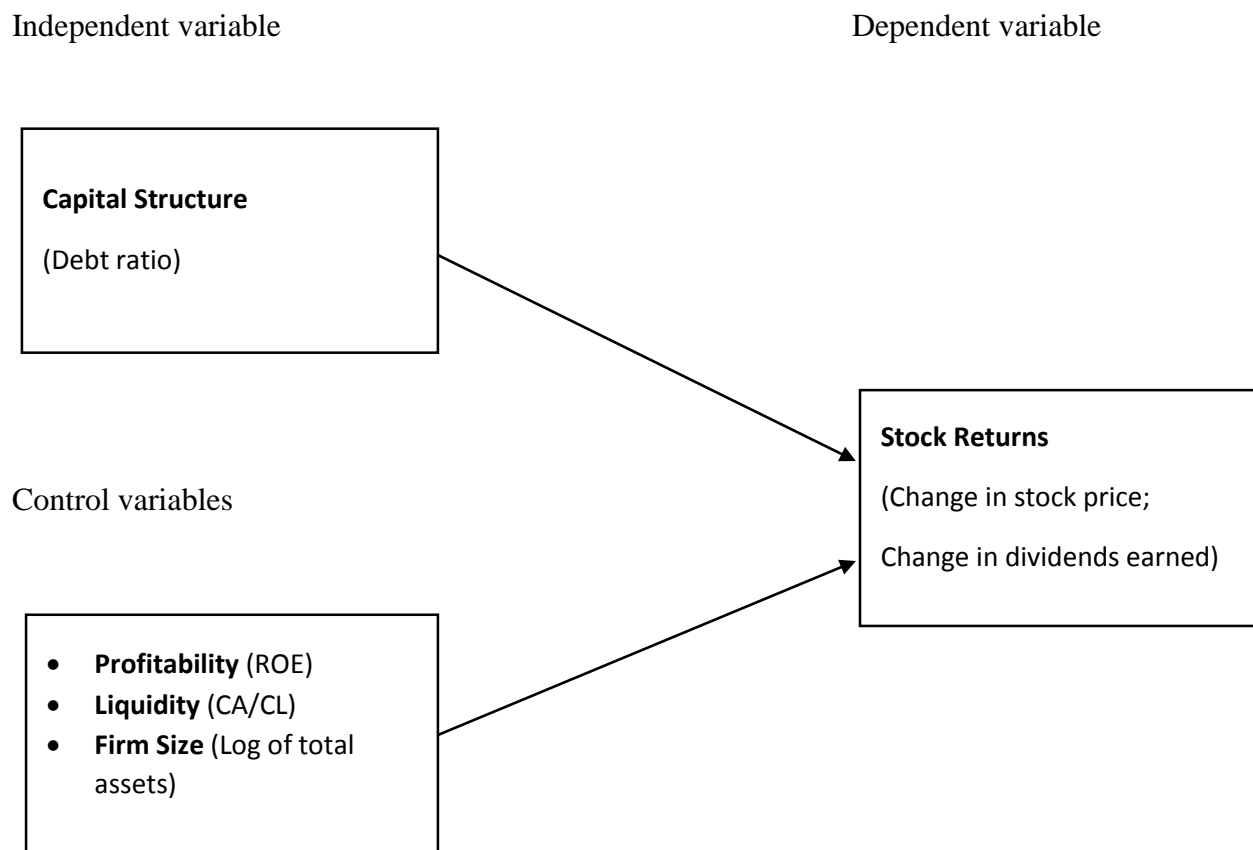 Independent variable
Dependent variable
Capital Structure
(Debt ratio)
Stock Returns
(Change in stock price;
Change in dividends earned)
Control variables
• Profitability (ROE)
• Liquidity (CA/CL)
• Firm Size (Log of total
assets)